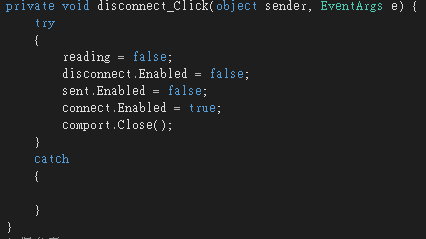 private void disconnect_Click(object sender, EventArgs e) {
try
{
reading = false;
disconnect.Enabled = false;
sent.Enabled = false;
connect.Enabled = true;
comport.Close();
}
catch
{
}
}